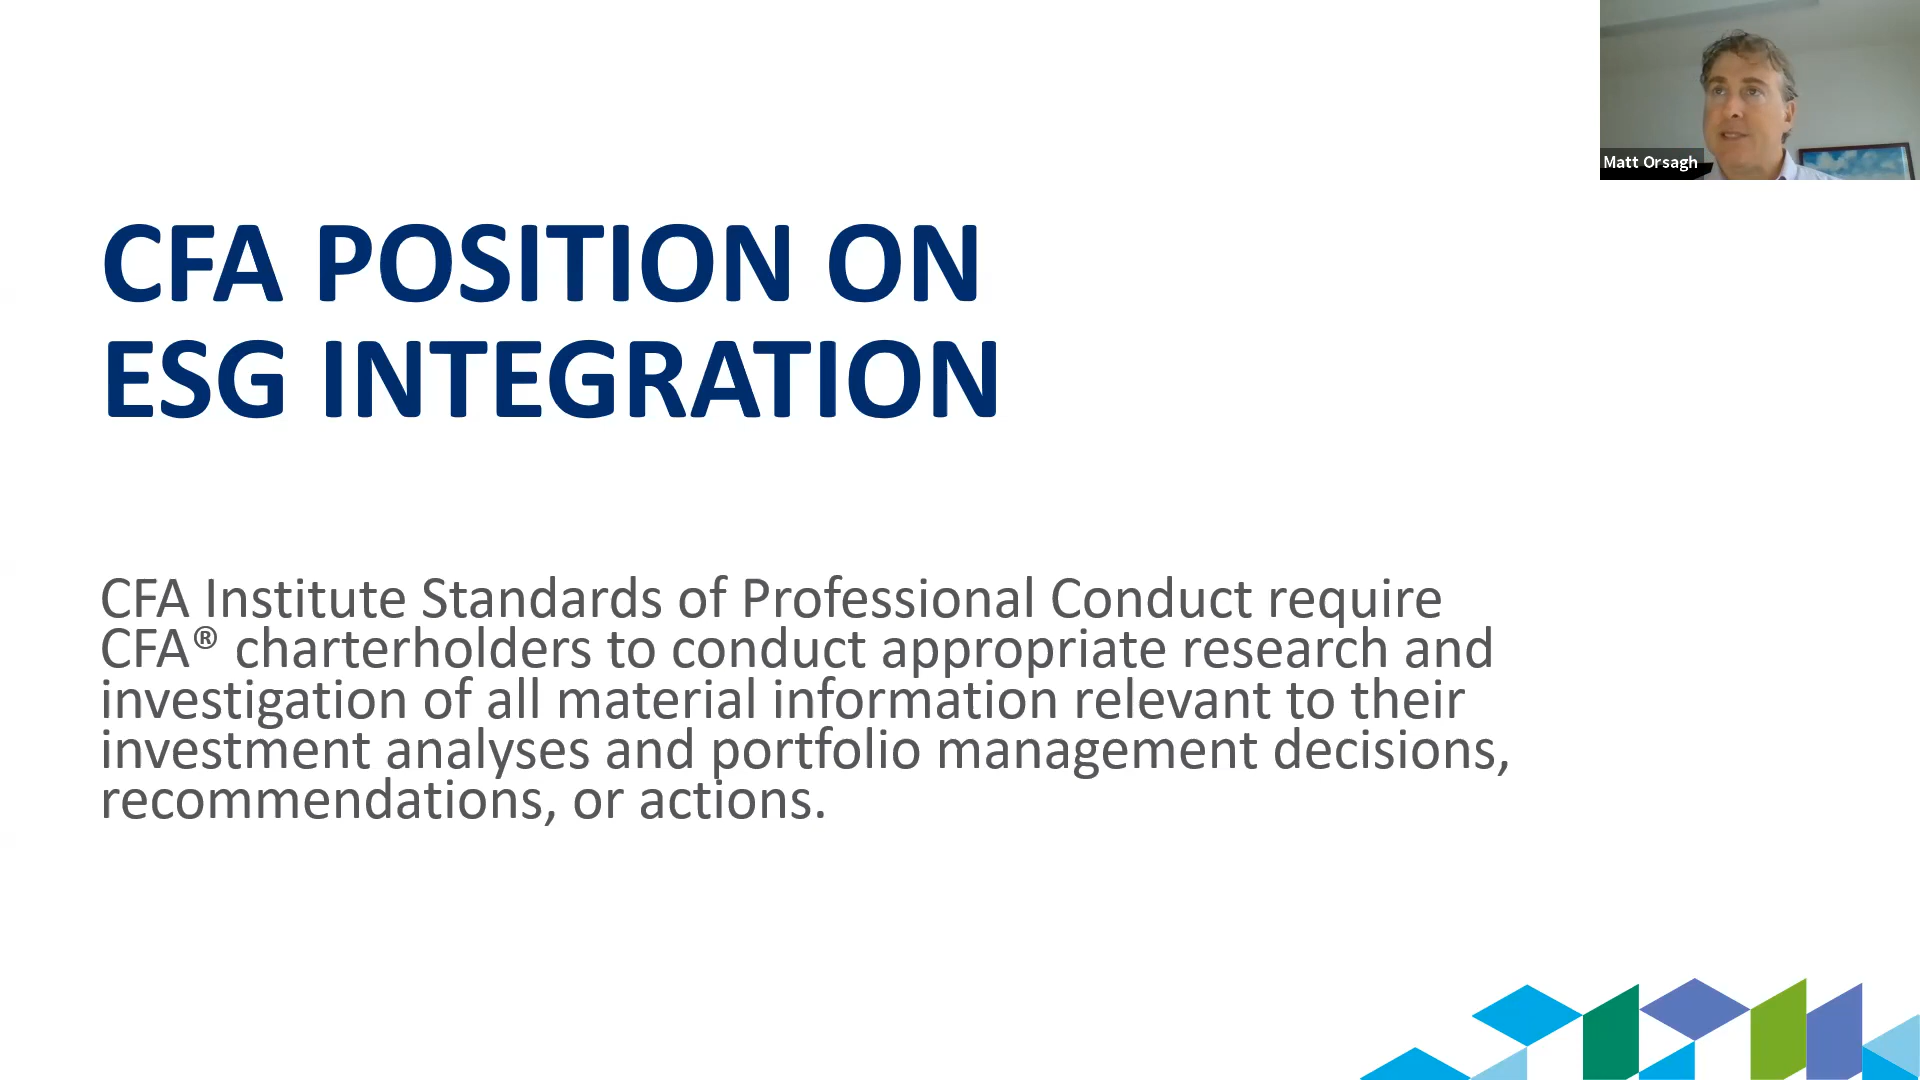 Matt Orsagh
CFA POSITION ON
ESG INTEGRATION
CFA Institute Standards of Professional Conduct require
CFA® charterholders to conduct appropriate research and
investigation of all material information relevant to their
investment analyses and portfolio management decisions,
recommendations, or actions.